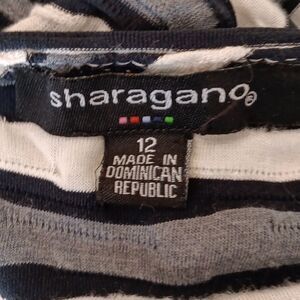 sharagano®
12
MADE IN
DOMINICAN
REPUBLIC